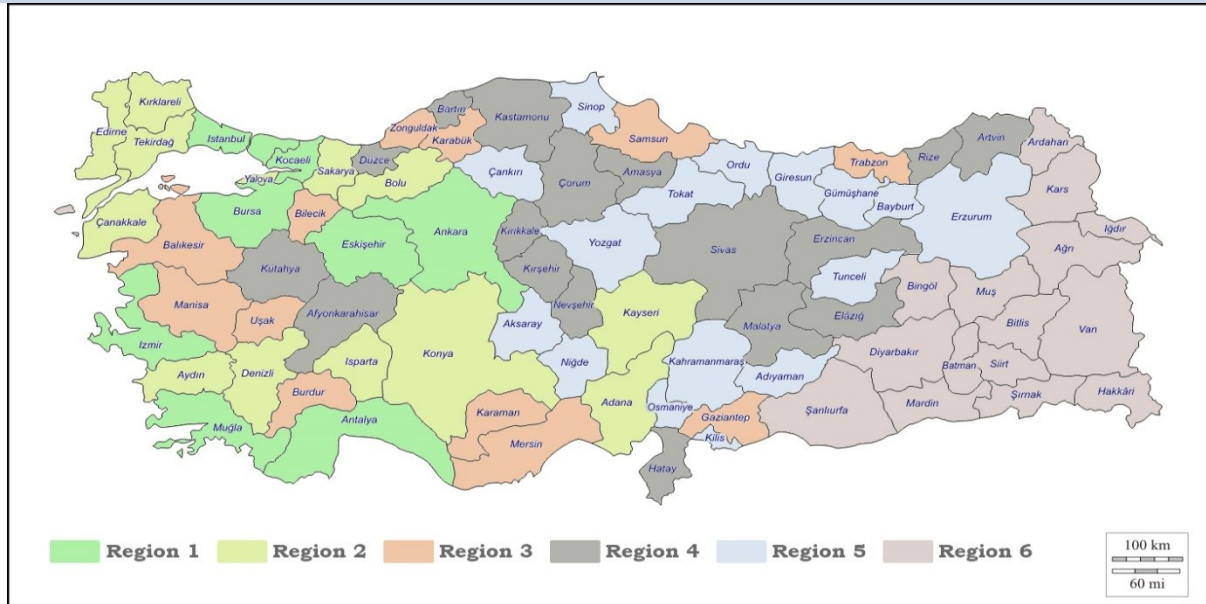 Kırklareli
Edirne
Tekirdağ
Istanbul
Kocaeli
Yalova
Sakarya
Düzce
Bolu
Zonguldak
Bartın
Karabük
Kastamonu
Sinop
Samsun
Çankırı
Çorum
Amasya
Tokat
Ordu
Giresun
Gümüşhane
Bayburt
Trabzon
Rize
Artvin
Ardahan
Kars
Iğdır
Ağrı
Erzurum
Erzincan
Tunceli
Bingöl
Muş
Bitlis
Van
Hakkâri
Şırnak
Siirt
Batman
Mardin
Diyarbakır
Şanlıurfa
Elâzığ
Malatya
Adıyaman
Sivas
Yozgat
Kırıkkale
Kırşehir
Nevşehir
Kayseri
Kahramanmaraş
Osmaniye
Gaziantep
Kilis
Hatay
Adana
Niğde
Aksaray
Mersin
Karaman
Konya
Ankara
Eskişehir
Bilecik
Bursa
Çanakkale
Balıkesir
Kütahya
Manisa
Uşak
Afyonkarahisar
Izmir
Aydın
Denizli
Isparta
Burdur
Muğla
Antalya
Region 1
Region 2
Region 3
Region 4
Region 5
Region 6
100 km
60 mi